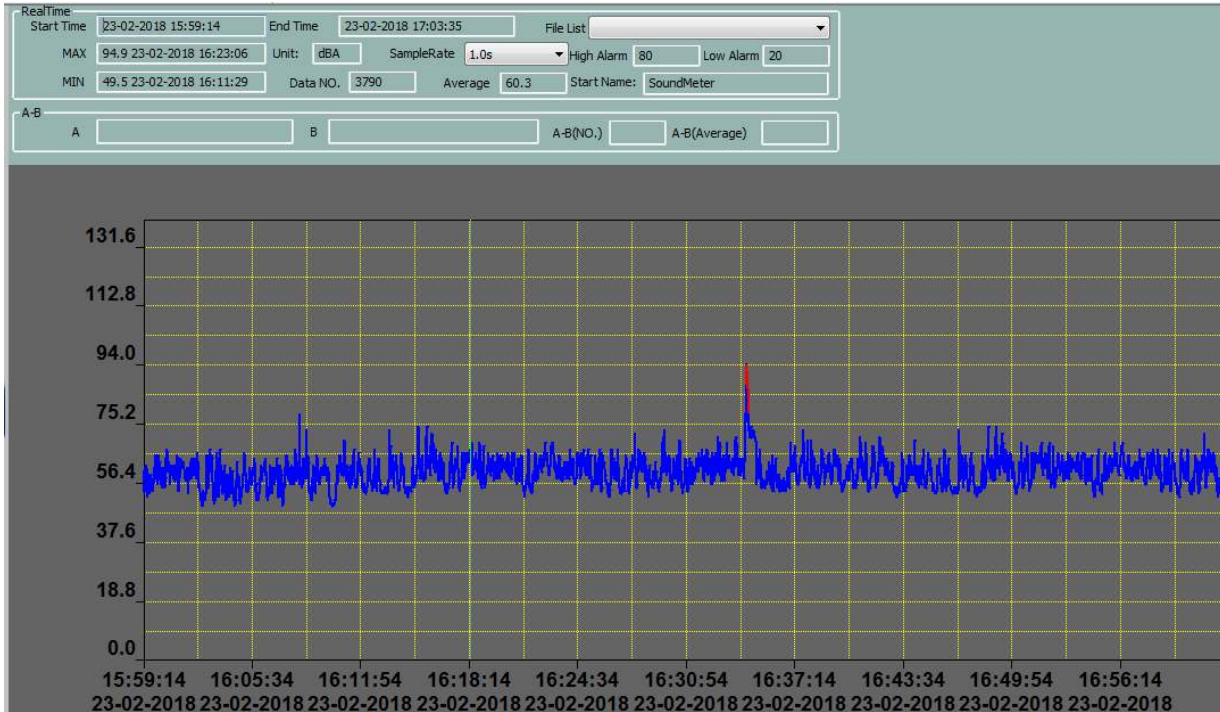 RealTime
Start Time 23-02-2018 15:59:14 End Time 23-02-2018 17:03:35 File List
MAX 94.9 23-02-2018 16:23:06 Unit: dBA SampleRate 1.0s High Alarm 80 Low Alarm 20
MIN 49.5 23-02-2018 16:11:29 Data NO. 3790 Average 60.3 Start Name: SoundMeter
A-B
A B A-B(NO.) A-B(Average)
131.6
112.8
94.0
75.2
56.4
37.6
18.8
0.0
15:59:14 16:05:34 16:11:54 16:18:14 16:24:34 16:30:54 16:37:14 16:43:34 16:49:54 16:56:14
23-02-2018 23-02-2018 23-02-2018 23-02-2018 23-02-2018 23-02-2018 23-02-2018 23-02-2018 23-02-2018 23-02-2018